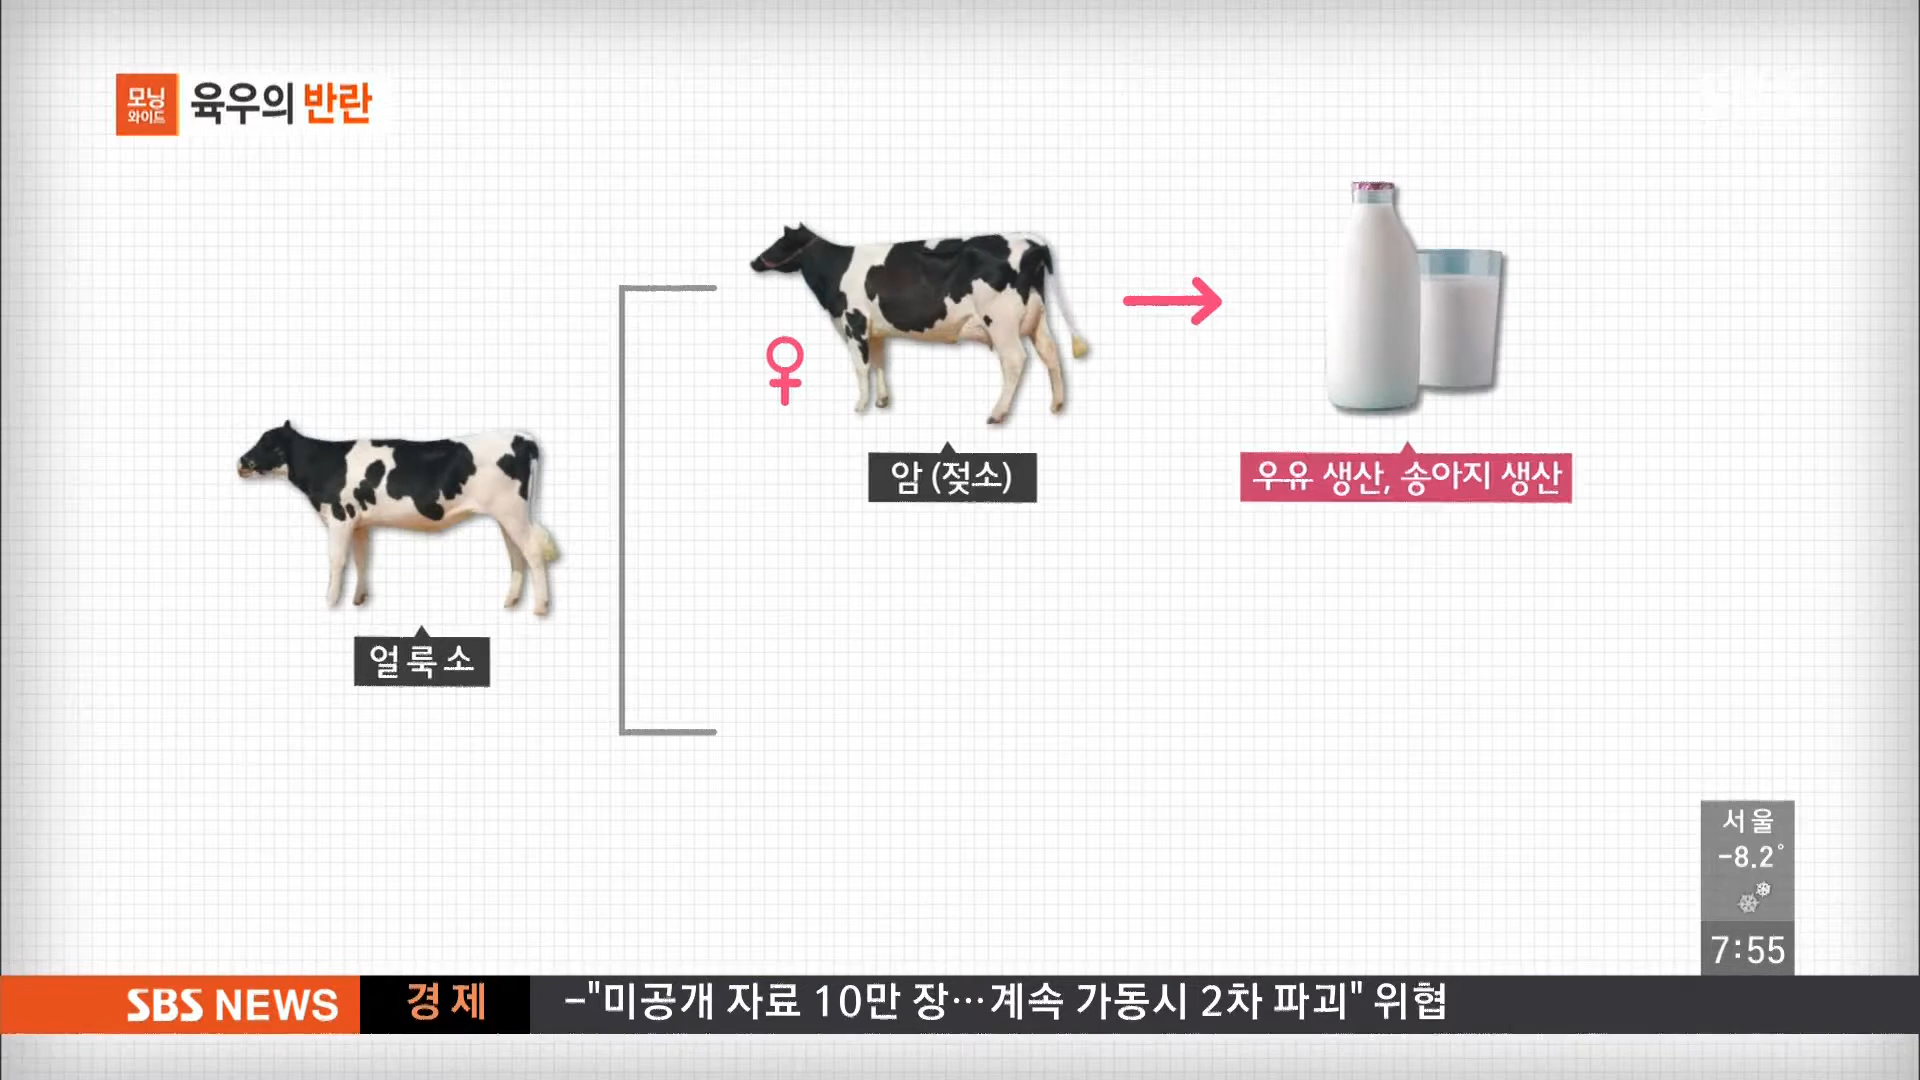 모닝
와이드
육우의 반란
암 (젖소)
우유 생산, 송아지 생산
얼룩소
서울
-8.2°
7:55
SBS NEWS
경제
-"미공개 자료 10만 장…계속 가동시 2차 파괴" 위협